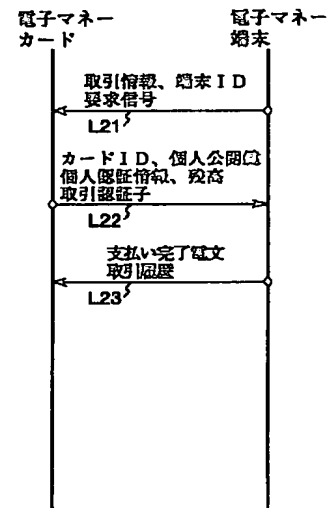 電子マネー
カード
電子マネー
端末
取引情報、端末ＩＤ
要求信号
L21
カードＩＤ、個人公開鍵
個人認証情報、残高
取引認証子
L22
支払い完了電文
取引履歴
L23